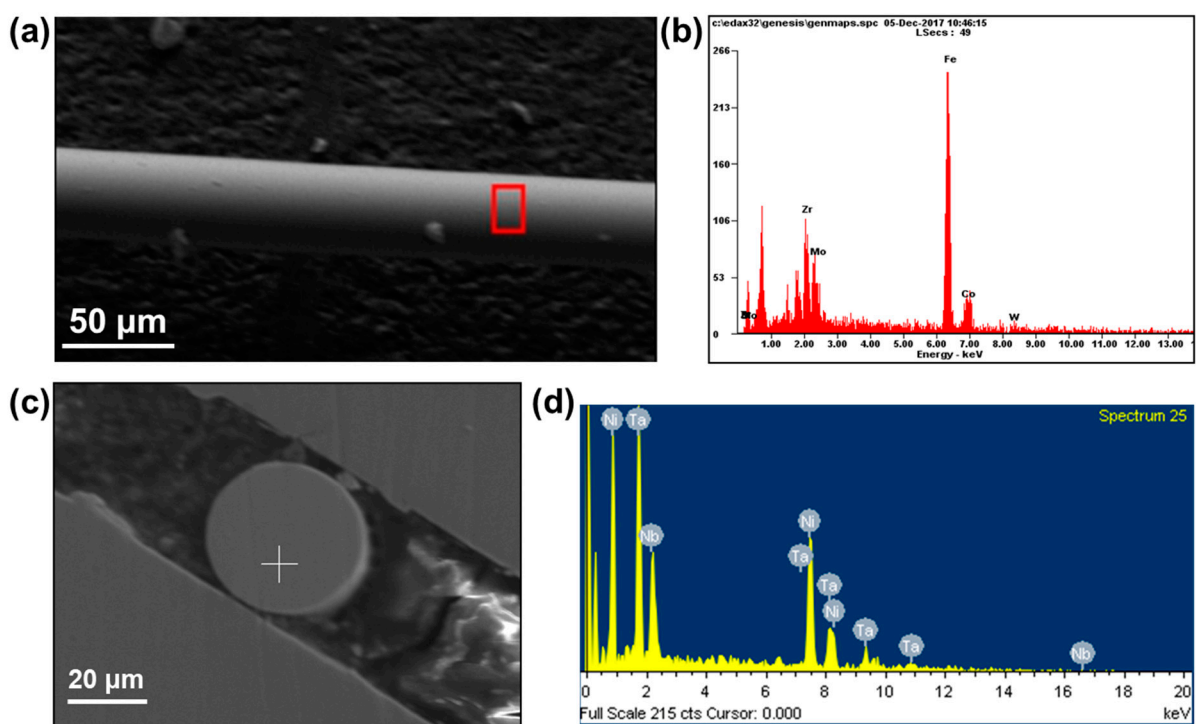 (a)
50 µm
(b)
c:\edax32\genesis\genmaps.spc 05-Dec-2017 10:46:15
LSecs : 49
266
213
160
106
53
0
Fe
Zr
Mo
Co
W
1.00 2.00 3.00 4.00 5.00 6.00 7.00 8.00 9.00 10.00 11.00 12.00 13.00
Energy - keV
(c)
20 µm
(d)
Spectrum 25
Ni Ta
Nb
Ni
Ta
Ta
Ni
Ta
Ta
Nb
0 2 4 6 8 10 12 14 16 18 20
Full Scale 215 cts Cursor: 0.000 keV